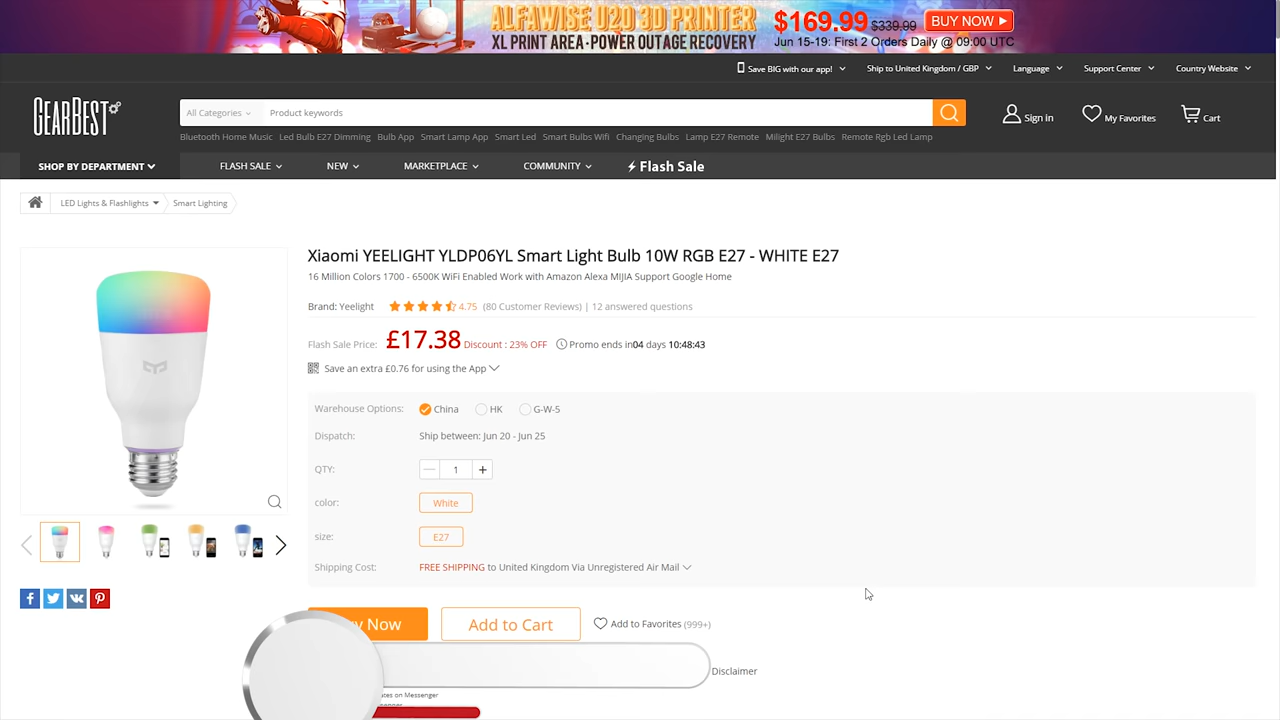 ALFAWISE U20 3D PRINTER
XL PRINT AREA - POWER OUTAGE RECOVERY
$169.99 $339.99 BUY NOW
Jun 15-19: First 2 Orders Daily @ 09:00 UTC
Save BIG with our app! Ship to United Kingdom / GBP Language Support Center Country Website
GEARBEST
All Categories Product keywords
Sign in My Favorites Cart
Bluetooth Home Music Led Bulb E27 Dimming Bulb App Smart Lamp App Smart Led Smart Bulbs Wifi Changing Bulbs Lamp E27 Remote Milight E27 Bulbs Remote Rgb Led Lamp
SHOP BY DEPARTMENT FLASH SALE NEW MARKETPLACE COMMUNITY Flash Sale
LED Lights & Flashlights Smart Lighting
Xiaomi YEELIGHT YLDP06YL Smart Light Bulb 10W RGB E27 - WHITE E27
16 Million Colors 1700 - 6500K WiFi Enabled Work with Amazon Alexa MIJIA Support Google Home
Brand: Yeelight 4.75 (80 Customer Reviews) | 12 answered questions
Flash Sale Price: £17.38 Discount : 23% OFF Promo ends in04 days 10:48:43
Save an extra £0.76 for using the App
Warehouse Options: China HK G-W-5
Dispatch: Ship between: Jun 20 - Jun 25
QTY: 1 +
color: White
size: E27
Shipping Cost: FREE SHIPPING to United Kingdom Via Unregistered Air Mail
Now Add to Cart Add to Favorites (999+)
Disclaimer
on Messenger